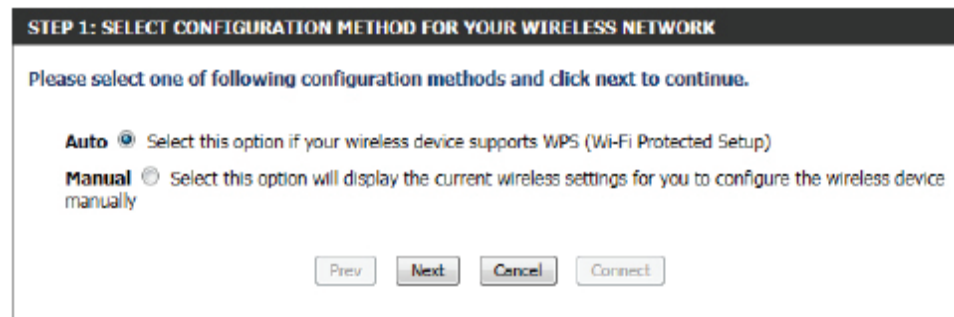 STEP 1: SELECT CONFIGURATION METHOD FOR YOUR WIRELESS NETWORK
Please select one of following configuration methods and click next to continue.
Auto Select this option if your wireless device supports WPS (Wi-Fi Protected Setup)
Manual Select this option will display the current wireless settings for you to configure the wireless device
manually
Prev Next Cancel Connect